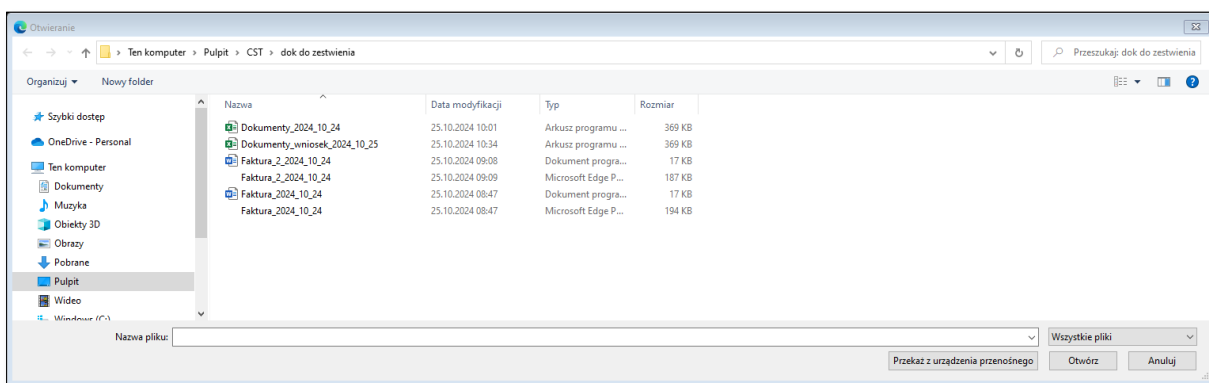 Otwieranie
Ten komputer > Pulpit > CST > dok do zestwienia
Przeszukaj: dok do zestwienia
Organizuj Nowy folder
Szybki dostęp
OneDrive - Personal
Ten komputer
Dokumenty
Muzyka
Obiekty 3D
Obrazy
Pobrane
Pulpit
Wideo
Windows (C:)
Nazwa Data modyfikacji Typ Rozmiar
Dokumenty_2024_10_24 25.10.2024 10:01 Arkusz programu ... 369 KB
Dokumenty_wniosek_2024_10_25 25.10.2024 10:34 Arkusz programu ... 369 KB
Faktura_2_2024_10_24 25.10.2024 09:08 Dokument progra... 17 KB
Faktura_2_2024_10_24 25.10.2024 09:09 Microsoft Edge P... 187 KB
Faktura_2024_10_24 25.10.2024 08:47 Dokument progra... 17 KB
Faktura_2024_10_24 25.10.2024 08:47 Microsoft Edge P... 194 KB
Nazwa pliku:
Wszystkie pliki
Przekaż z urządzenia przenośnego Otwórz Anuluj